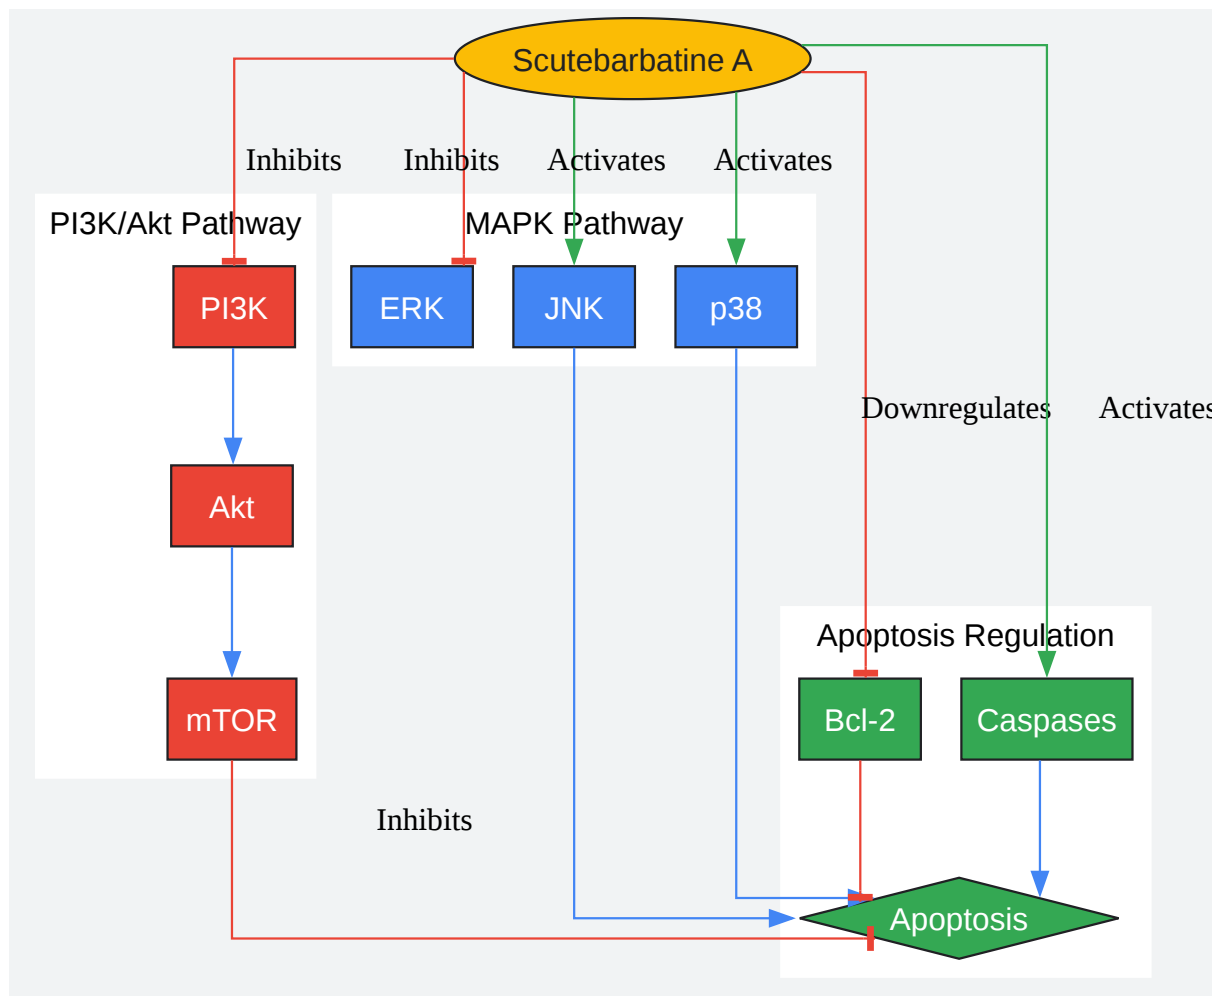 Scutebarbatine A
Inhibits
Inhibits
Activates
Activates
PI3K/Akt Pathway
MAPK Pathway
PI3K
ERK
JNK
p38
Downregulates
Activates
Akt
Apoptosis Regulation
mTOR
Bcl-2
Caspases
Inhibits
Apoptosis